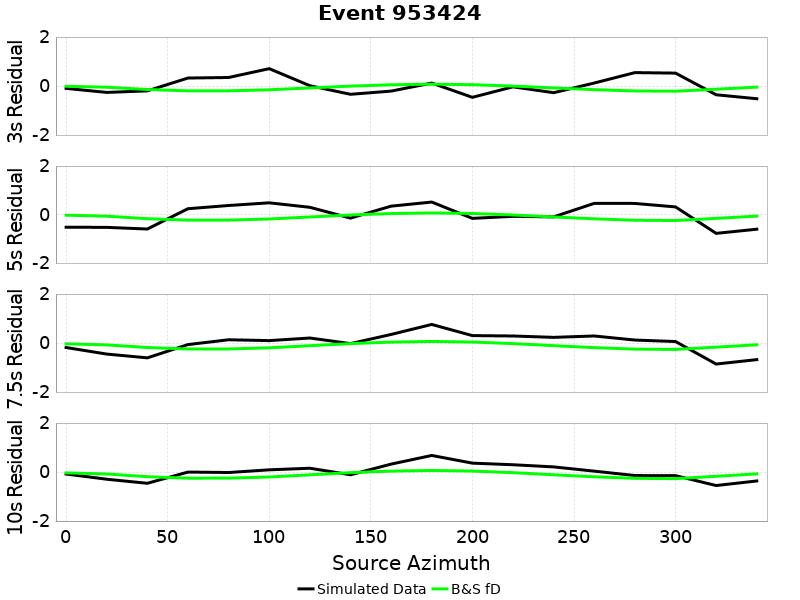 Event 953424
3s Residual
2
0
-2
5s Residual
2
0
-2
7.5s Residual
2
0
-2
10s Residual
2
0
-2
0 50 100 150 200 250 300
Source Azimuth
Simulated Data B&S fD